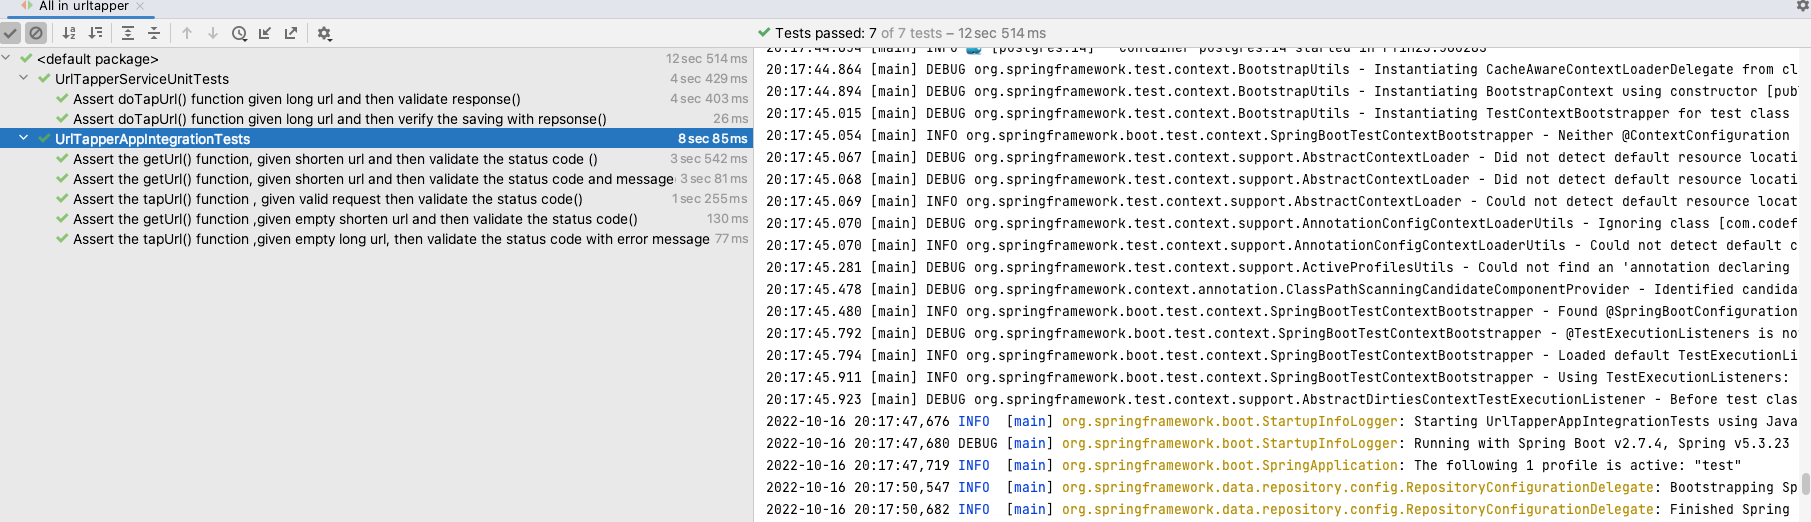 All in urltapper
Tests passed: 7 of 7 tests – 12 sec 514 ms
<default package> 12 sec 514 ms
UrlTapperServiceUnitTests 4 sec 429 ms
Assert doTapUrl() function given long url and then validate response() 4 sec 403 ms
Assert doTapUrl() function given long url and then verify the saving with repsonse() 26 ms
UrlTapperAppIntegrationTests 8 sec 85 ms
Assert the getUrl() function, given shorten url and then validate the status code () 3 sec 542 ms
Assert the getUrl() function, given shorten url and then validate the status code and message 3 sec 81 ms
Assert the tapUrl() function , given valid request then validate the status code() 1 sec 255 ms
Assert the getUrl() function ,given empty shorten url and then validate the status code() 130 ms
Assert the tapUrl() function ,given empty long url, then validate the status code with error message 77 ms
[main] INFO [postgres:14] - Container postgres:14 started in
20:17:44.864 [main] DEBUG org.springframework.test.context.BootstrapUtils - Instantiating CacheAwareContextLoaderDelegate from cl
20:17:44.894 [main] DEBUG org.springframework.test.context.BootstrapUtils - Instantiating BootstrapContext using constructor [pub
20:17:45.015 [main] DEBUG org.springframework.test.context.BootstrapUtils - Instantiating TestContextBootstrapper for test class
20:17:45.054 [main] INFO org.springframework.boot.test.context.SpringBootTestContextBootstrapper - Neither @ContextConfiguration
20:17:45.067 [main] DEBUG org.springframework.test.context.support.AbstractContextLoader - Did not detect default resource locati
20:17:45.068 [main] DEBUG org.springframework.test.context.support.AbstractContextLoader - Did not detect default resource locati
20:17:45.069 [main] INFO org.springframework.test.context.support.AbstractContextLoader - Could not detect default resource locat
20:17:45.070 [main] DEBUG org.springframework.test.context.support.AnnotationConfigContextLoaderUtils - Ignoring class [com.codef
20:17:45.070 [main] INFO org.springframework.test.context.support.AnnotationConfigContextLoaderUtils - Could not detect default c
20:17:45.281 [main] DEBUG org.springframework.test.context.support.ActiveProfilesUtils - Could not find an 'annotation declaring
20:17:45.478 [main] DEBUG org.springframework.context.annotation.ClassPathScanningCandidateComponentProvider - Identified candida
20:17:45.480 [main] INFO org.springframework.boot.test.context.SpringBootTestContextBootstrapper - Found @SpringBootConfiguration
20:17:45.792 [main] DEBUG org.springframework.boot.test.context.SpringBootTestContextBootstrapper - @TestExecutionListeners is no
20:17:45.794 [main] INFO org.springframework.boot.test.context.SpringBootTestContextBootstrapper - Loaded default TestExecutionLi
20:17:45.911 [main] INFO org.springframework.boot.test.context.SpringBootTestContextBootstrapper - Using TestExecutionListeners:
20:17:45.923 [main] DEBUG org.springframework.test.context.support.AbstractDirtiesContextTestExecutionListener - Before test clas
2022-10-16 20:17:47,676 INFO [main] org.springframework.boot.StartupInfoLogger: Starting UrlTapperAppIntegrationTests using Java
2022-10-16 20:17:47,680 DEBUG [main] org.springframework.boot.StartupInfoLogger: Running with Spring Boot v2.7.4, Spring v5.3.23
2022-10-16 20:17:47,719 INFO [main] org.springframework.boot.SpringApplication: The following 1 profile is active: "test"
2022-10-16 20:17:50,547 INFO [main] org.springframework.data.repository.config.RepositoryConfigurationDelegate: Bootstrapping Sp
2022-10-16 20:17:50,682 INFO [main] org.springframework.data.repository.config.RepositoryConfigurationDelegate: Finished Spring